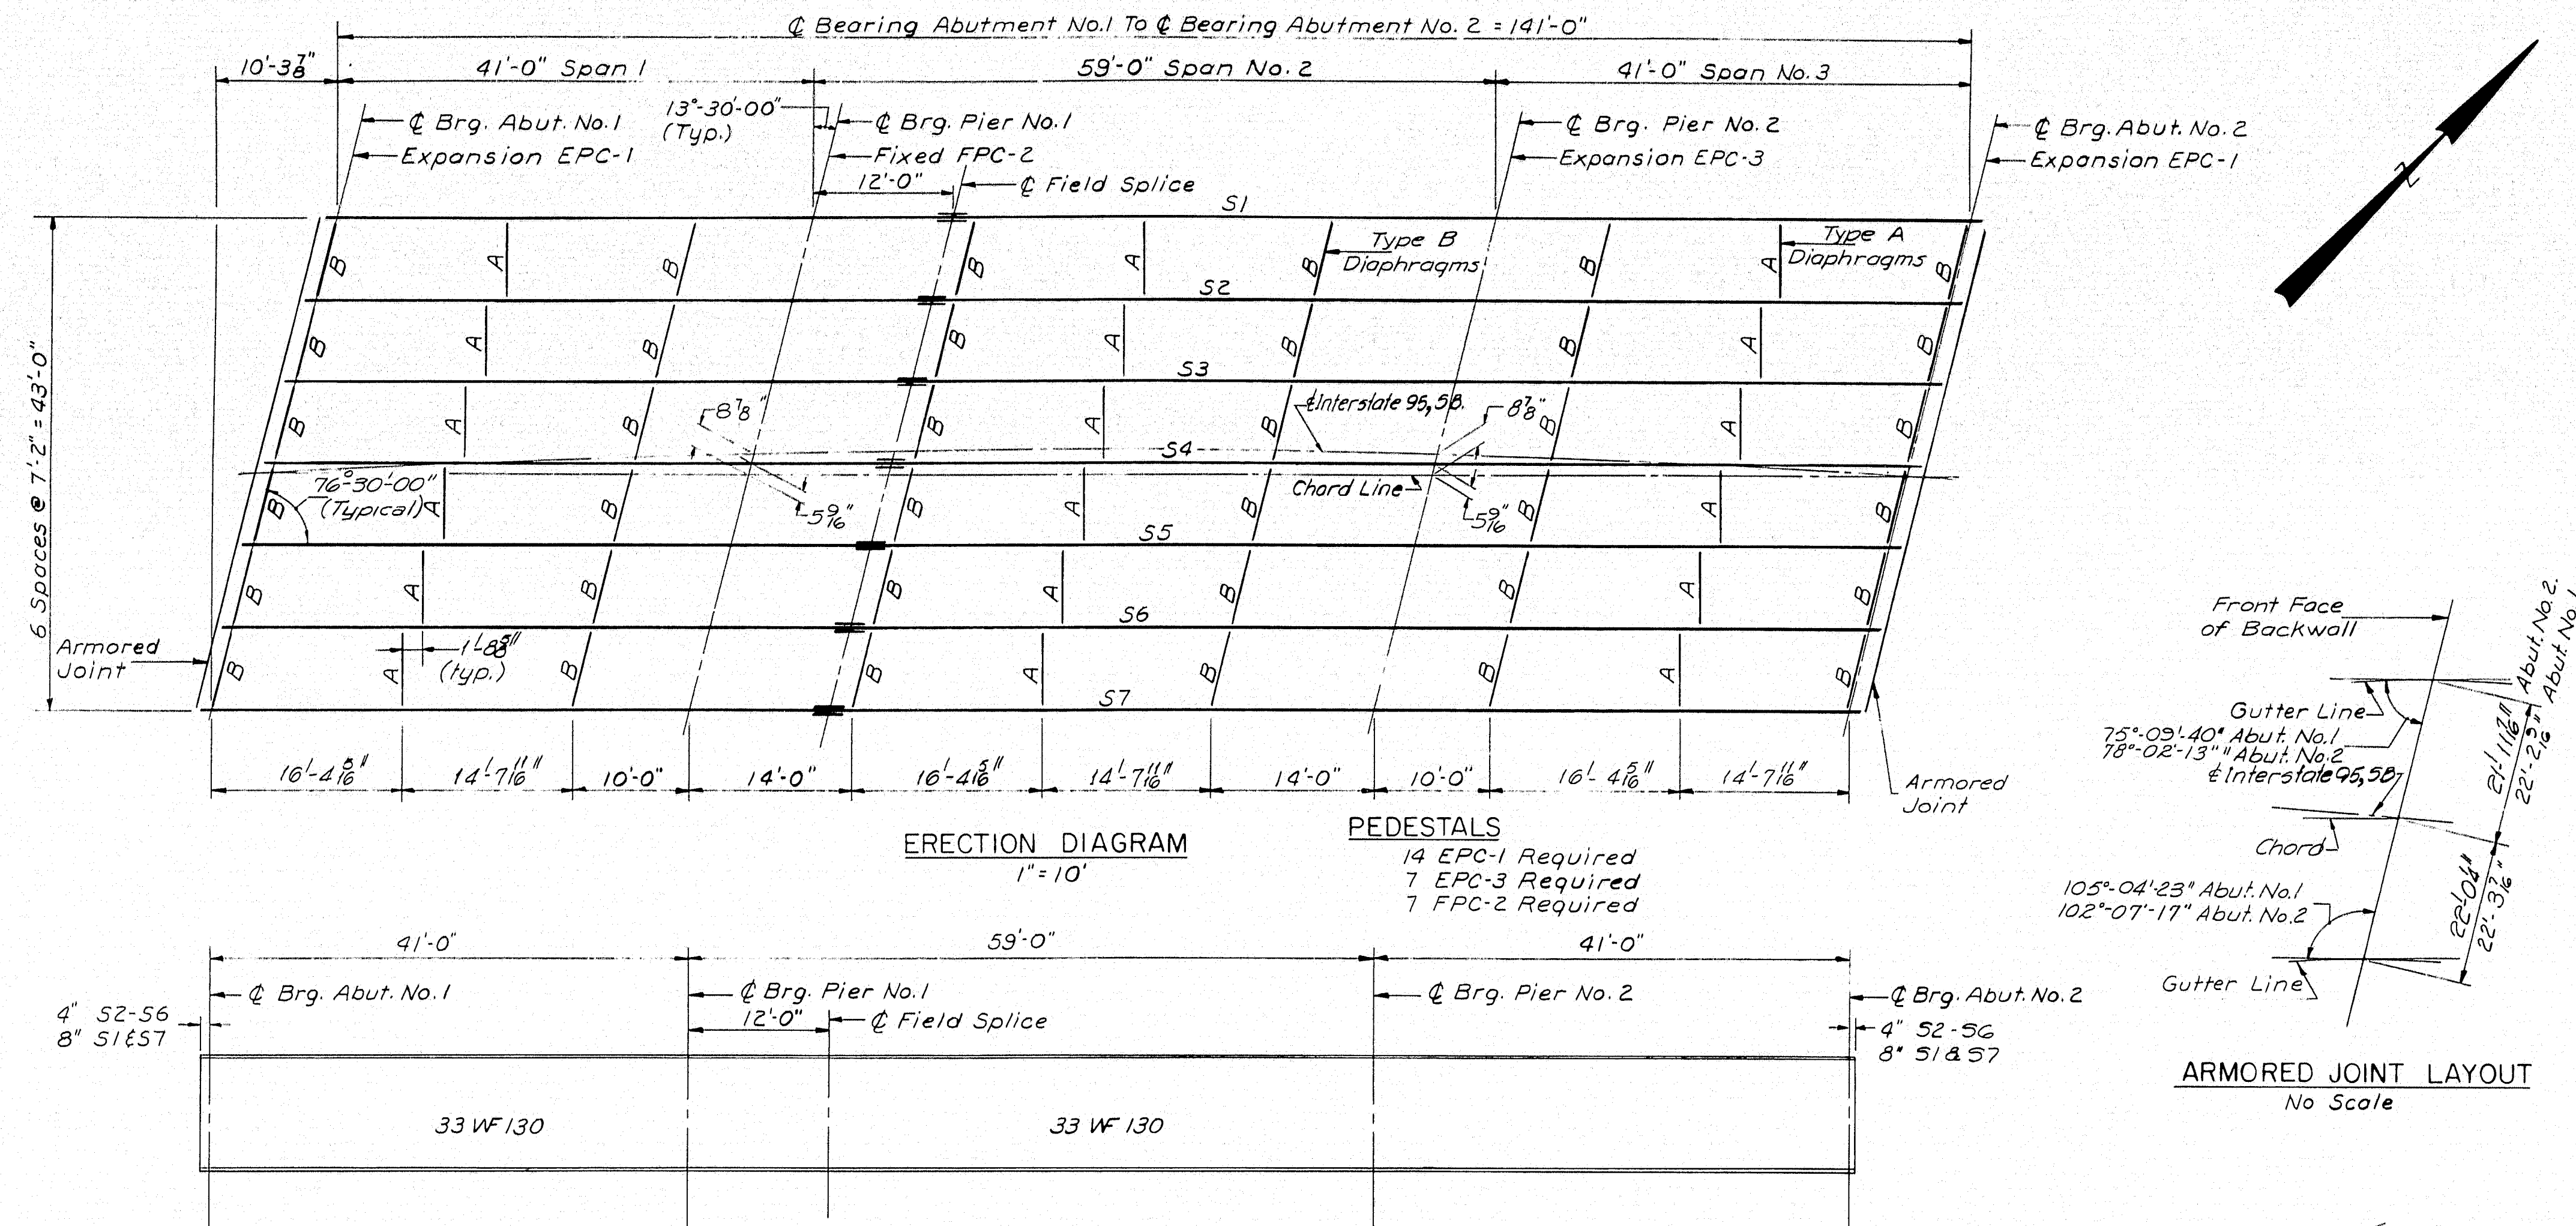 ℄ Bearing Abutment No.1 To ℄ Bearing Abutment No. 2 = 141'-0"
10'-3 7/8"
41'-0" Span 1
59'-0" Span No. 2
41'-0" Span No. 3
13°-30'-00"
(Typ.)
℄ Brg. Abut. No. 1
Expansion EPC-1
℄ Brg. Pier No. 1
Fixed FPC-2
12'-0"
℄ Field Splice
℄ Brg. Pier No. 2
Expansion EPC-3
℄ Brg. Abut. No. 2
Expansion EPC-1
S1
Type B
Diaphragms
Type A
Diaphragms
B A B B A B B A B
S2
B A B B A B B A B
S3
B A B B A B B A B
8 7/8"
℄ Interstate 95, SB.
8 7/8"
S4
76°-30'-00"
(Typical)
5 9/16"
Chord Line
5 9/16"
B A B B A B B A B
S5
B A B B A B B A B
S6
1'-8 5/8"
(typ.)
B A B B A B B A B
S7
6 Spaces @ 7'-2" = 43'-0"
Armored
Joint
16'-4 5/16"
14'-7 11/16"
10'-0"
14'-0"
16'-4 5/16"
14'-7 11/16"
14'-0"
10'-0"
16'-4 5/16"
14'-7 11/16"
Armored
Joint
ERECTION DIAGRAM
1" = 10'
PEDESTALS
14 EPC-1 Required
7 EPC-3 Required
7 FPC-2 Required
41'-0"
59'-0"
41'-0"
℄ Brg. Abut. No. 1
℄ Brg. Pier No. 1
12'-0"
℄ Field Splice
℄ Brg. Pier No. 2
℄ Brg. Abut. No. 2
4" S2-S6
8" S1 & S7
4" S2-S6
8" S1 & S7
33 WF 130
33 WF 130
N
Front Face
of Backwall
Gutter Line
75°-09'-40" Abut. No. 1
78°-02'-13" Abut. No. 2
℄ Interstate 95, SB
Chord
105°-04'-23" Abut. No. 1
102°-07'-17" Abut. No. 2
Gutter Line
21'-11 7/16" Abut. No. 2.
22'-2 9/16" Abut. No. 1
22'-0 1/4"
22'-3 7/16"
ARMORED JOINT LAYOUT
No Scale